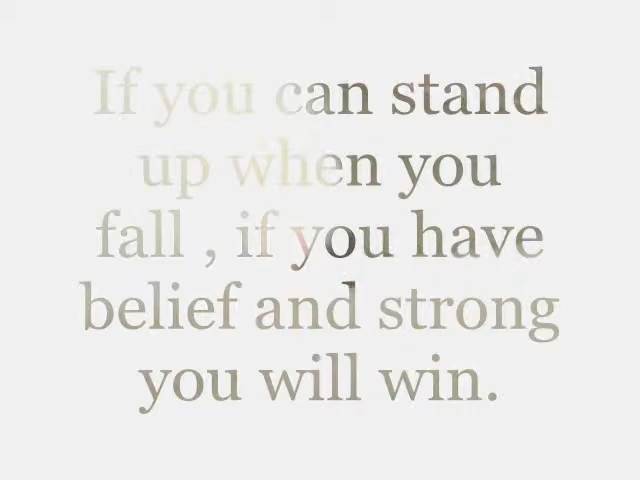 If you can stand
up when you
fall , if you have
belief and strong
you will win.